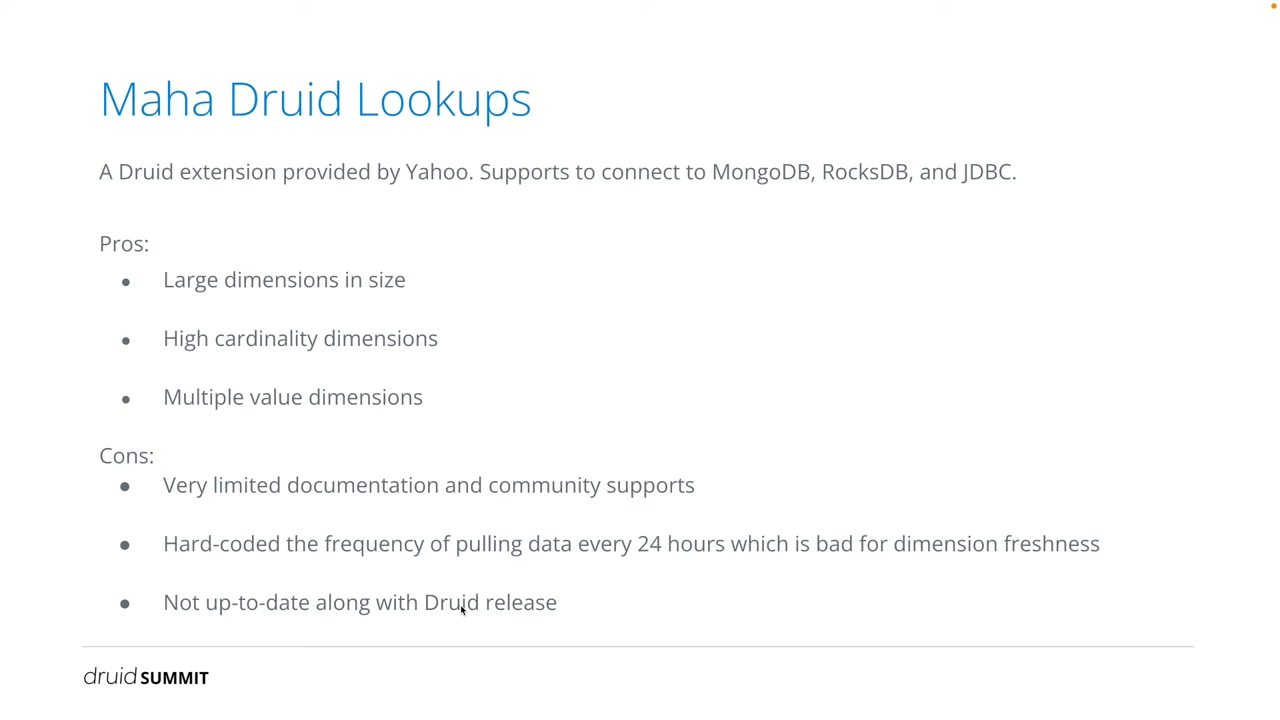 Maha Druid Lookups
A Druid extension provided by Yahoo. Supports to connect to MongoDB, RocksDB, and JDBC.
Pros:
● Large dimensions in size
● High cardinality dimensions
● Multiple value dimensions
Cons:
● Very limited documentation and community supports
● Hard-coded the frequency of pulling data every 24 hours which is bad for dimension freshness
● Not up-to-date along with Druid release
druid SUMMIT